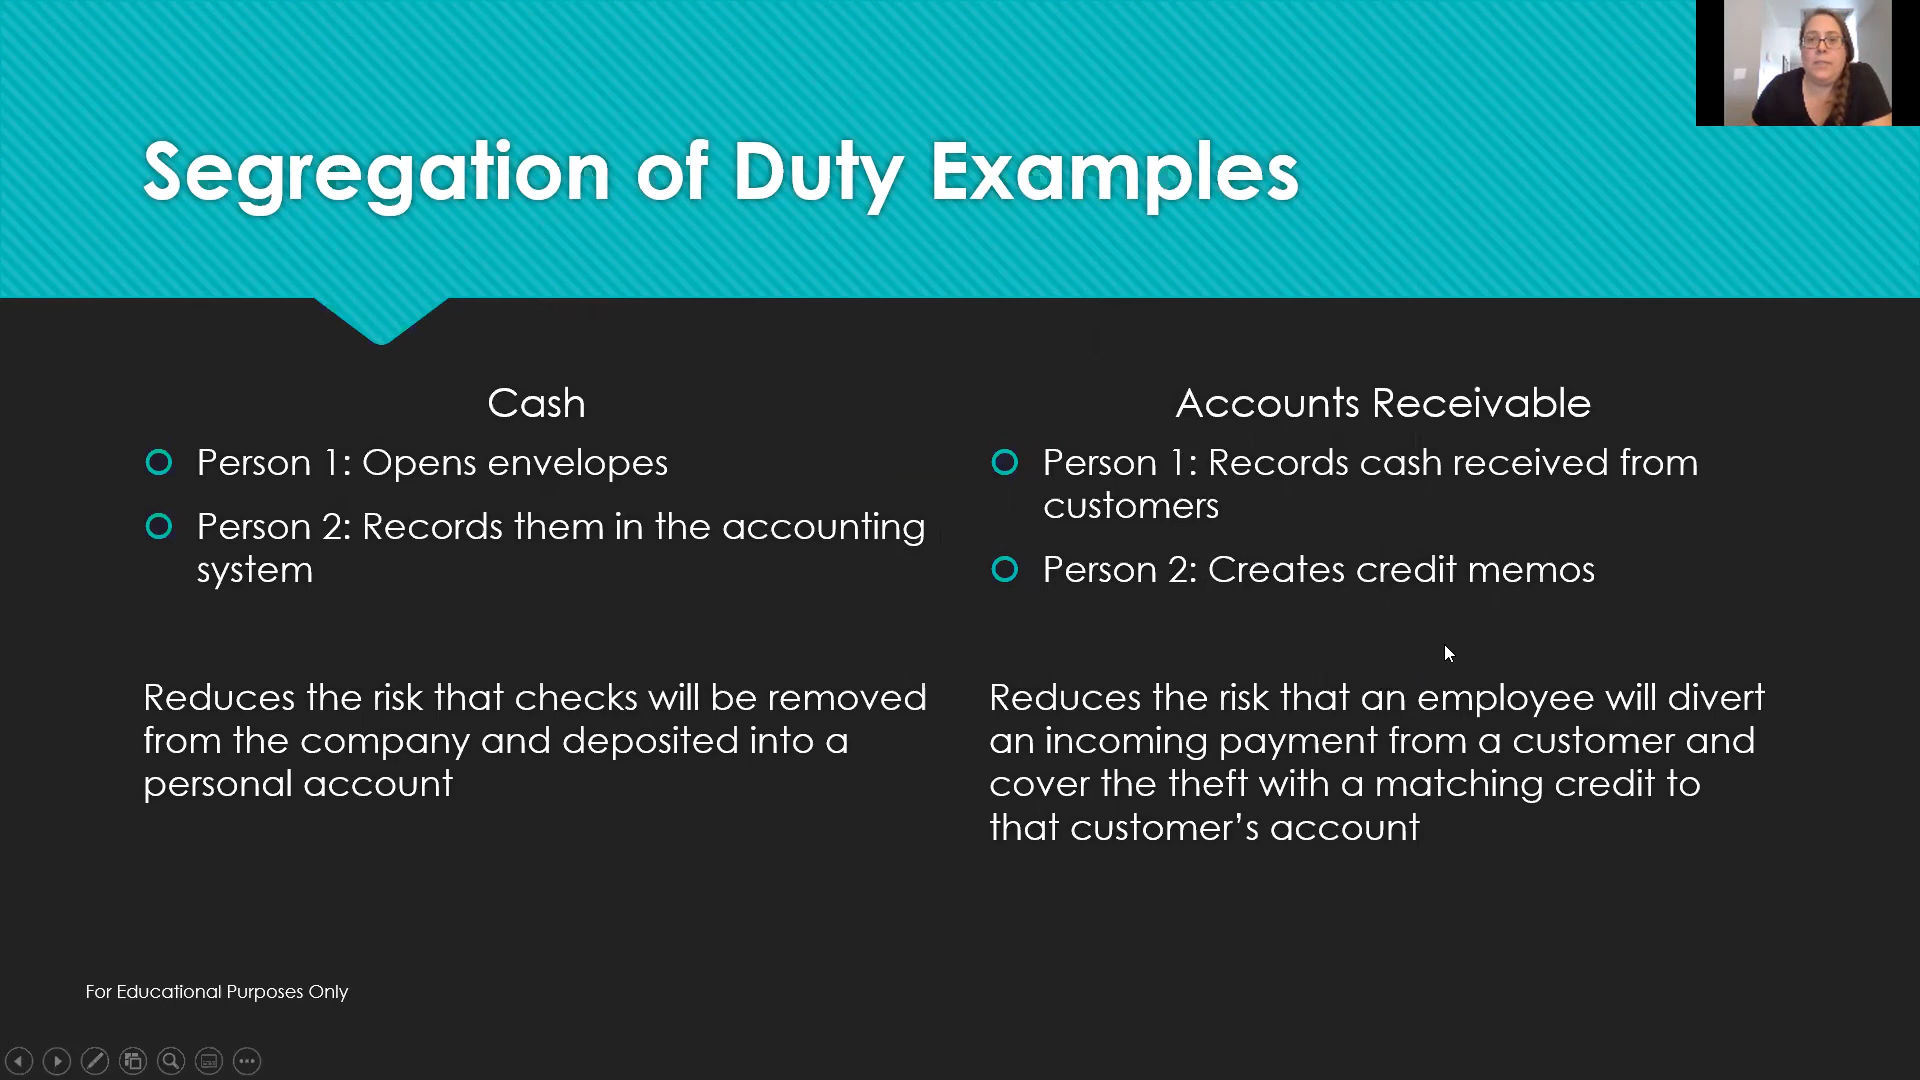 Segregation of Duty Examples
Cash
Person 1: Opens envelopes
Person 2: Records them in the accounting
system
Reduces the risk that checks will be removed
from the company and deposited into a
personal account
Accounts Receivable
Person 1: Records cash received from
customers
Person 2: Creates credit memos
Reduces the risk that an employee will divert
an incoming payment from a customer and
cover the theft with a matching credit to
that customer’s account
For Educational Purposes Only